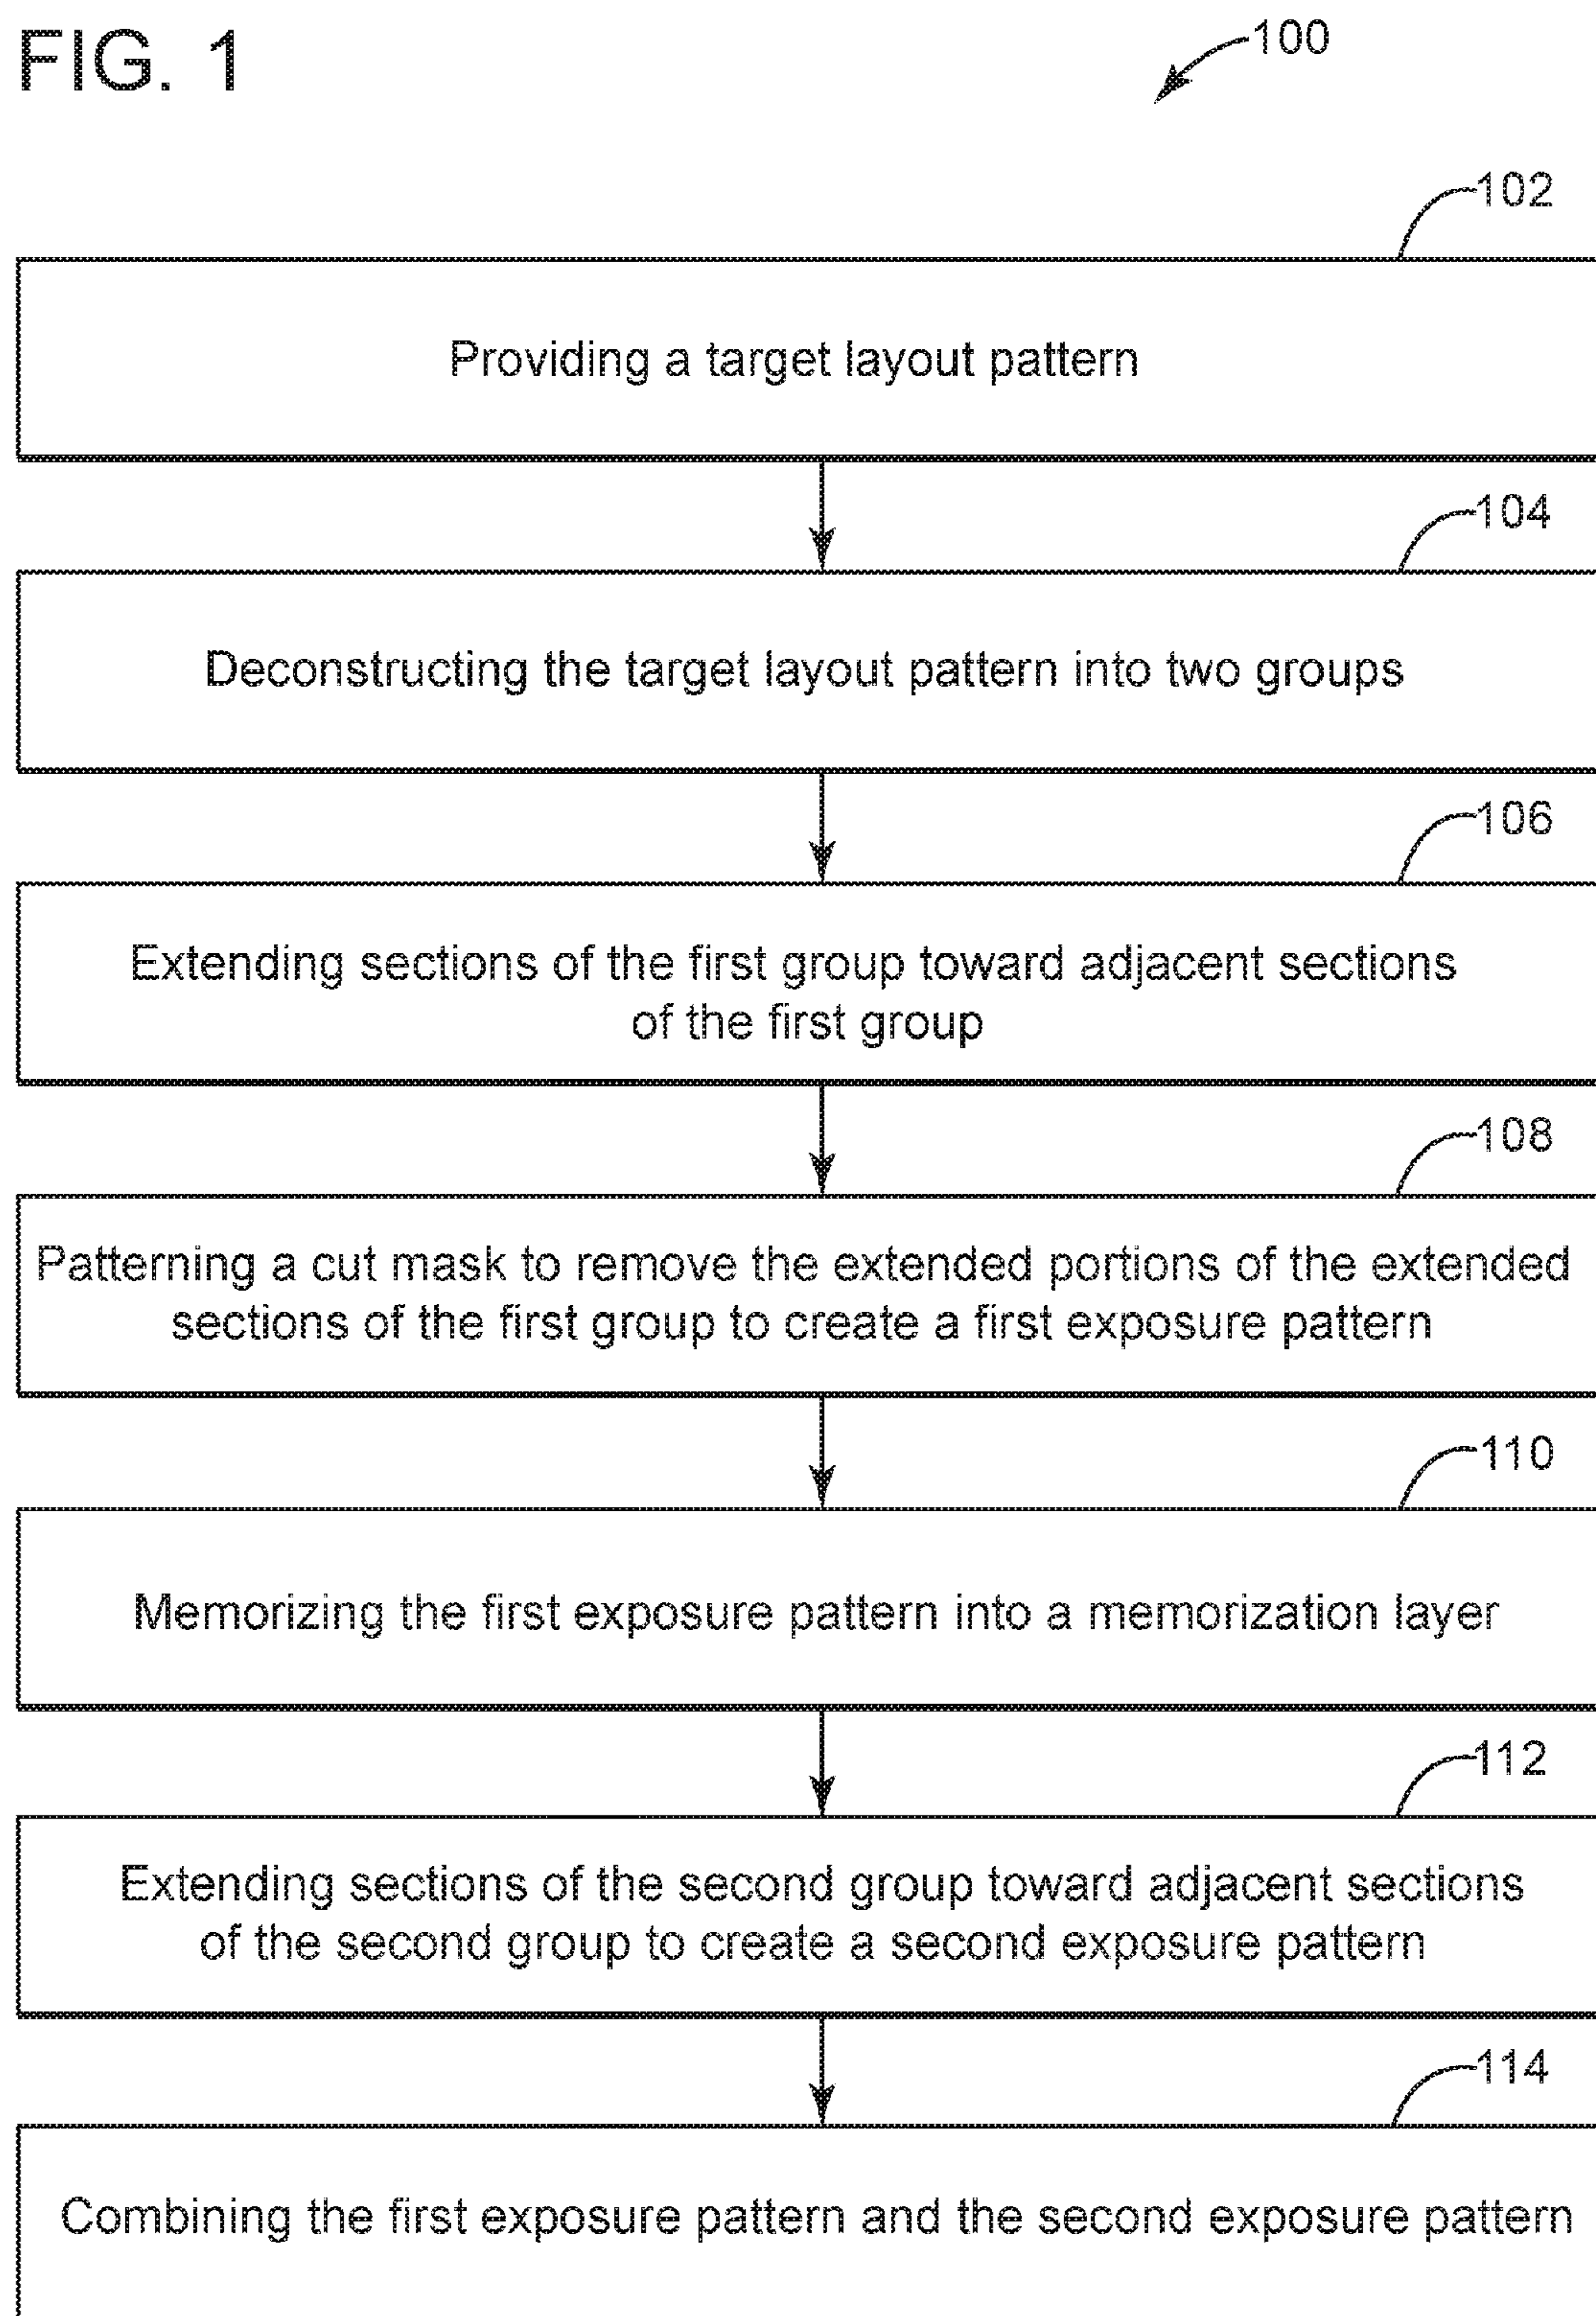 FIG. 1
100
102
Providing a target layout pattern
104
Deconstructing the target layout pattern into two groups
106
Extending sections of the first group toward adjacent sections
of the first group
108
Patterning a cut mask to remove the extended portions of the extended
sections of the first group to create a first exposure pattern
110
Memorizing the first exposure pattern into a memorization layer
112
Extending sections of the second group toward adjacent sections
of the second group to create a second exposure pattern
114
Combining the first exposure pattern and the second exposure pattern